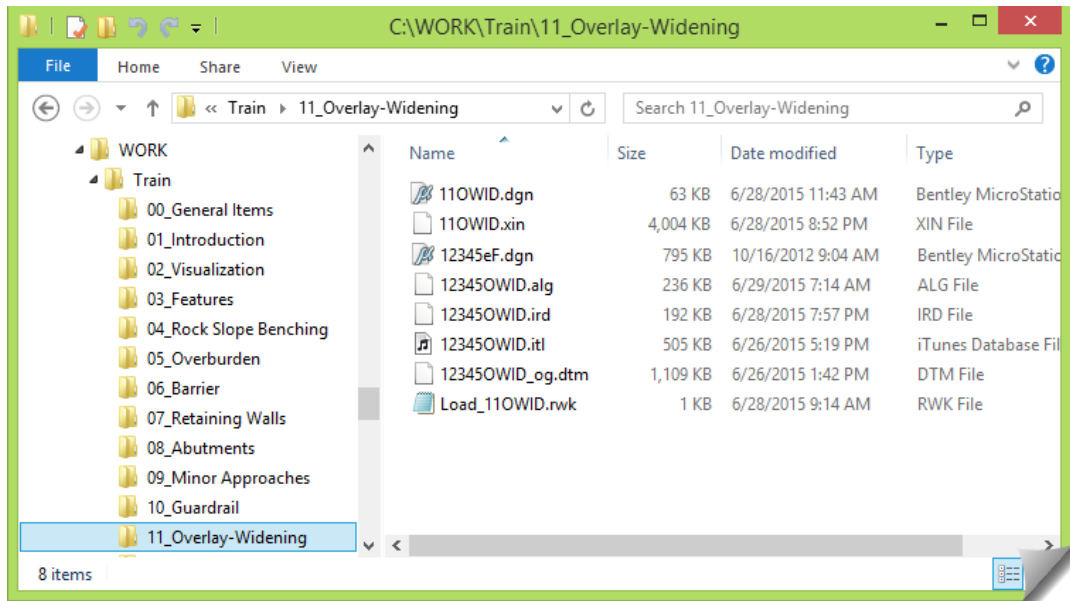 C:\WORK\Train\11_Overlay-Widening
File Home Share View
« Train 11_Overlay-Widening Search 11_Overlay-Widening
WORK
Train
00_General Items
01_Introduction
02_Visualization
03_Features
04_Rock Slope Benching
05_Overburden
06_Barrier
07_Retaining Walls
08_Abutments
09_Minor Approaches
10_Guardrail
11_Overlay-Widening
Name Size Date modified Type
11OWID.dgn 63 KB 6/28/2015 11:43 AM Bentley MicroStatio
11OWID.xin 4,004 KB 6/28/2015 8:52 PM XIN File
12345eF.dgn 795 KB 10/16/2012 9:04 AM Bentley MicroStatio
12345OWID.alg 236 KB 6/29/2015 7:14 AM ALG File
12345OWID.ird 192 KB 6/28/2015 7:57 PM IRD File
12345OWID.itl 505 KB 6/26/2015 5:19 PM iTunes Database Fil
12345OWID_og.dtm 1,109 KB 6/26/2015 1:42 PM DTM File
Load_11OWID.rwk 1 KB 6/28/2015 9:14 AM RWK File
8 items